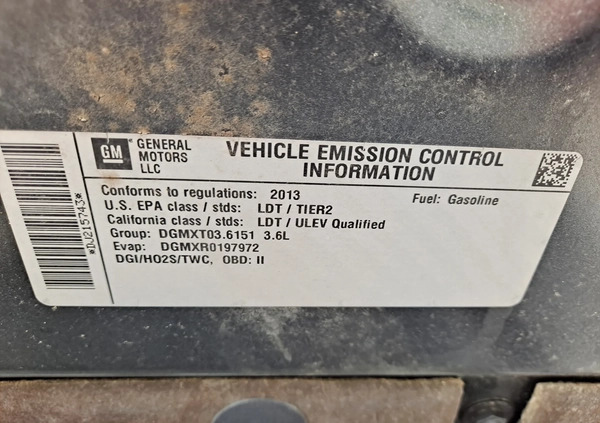 GM
GENERAL
MOTORS
LLC
VEHICLE EMISSION CONTROL
INFORMATION
Conforms to regulations: 2013
Fuel: Gasoline
U.S. EPA class / stds: LDT / TIER2
California class / stds: LDT / ULEV Qualified
Group: DGMXT03.6151 3.6L
Evap: DGMXR0197972
DGI/HO2S/TWC, OBD: II
*DJ215743*